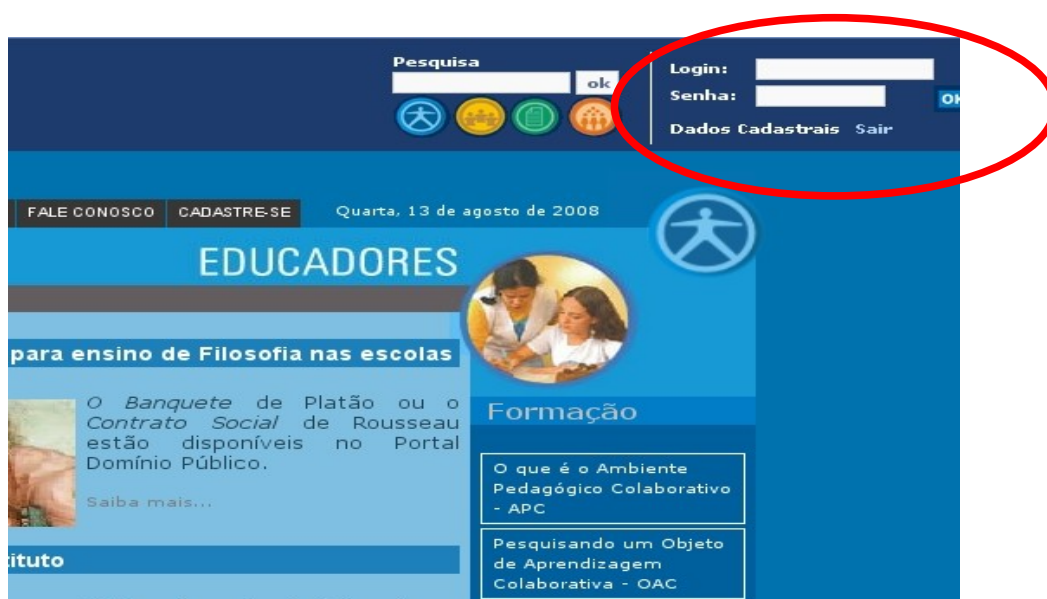 Pesquisa
ok
Login:
Senha:
OK
Dados Cadastrais Sair
FALE CONOSCO CADASTRE-SE Quarta, 13 de agosto de 2008
EDUCADORES
para ensino de Filosofia nas escolas
O Banquete de Platão ou o
Contrato Social de Rousseau
estão disponíveis no Portal
Domínio Público.
Saiba mais...
tituto
Formação
O que é o Ambiente
Pedagógico Colaborativo
- APC
Pesquisando um Objeto
de Aprendizagem
Colaborativa - OAC